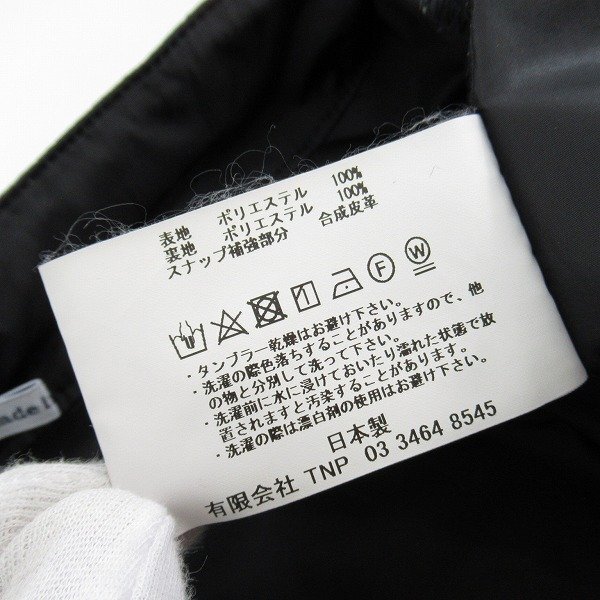 表地 ポリエステル 100%
裏地 ポリエステル 100%
スナップ補強部分 合成皮革
F W
・タンブラー乾燥はお避け下さい。
・洗濯の際色落ちすることがありますので、他
の物と分別して洗って下さい。
・洗濯前に水に浸けておいたり濡れた状態で放
置されますと汚染することがあります。
・洗濯の際は漂白剤の使用はお避け下さい。
日本製
有限会社 TNP 03 3464 8545